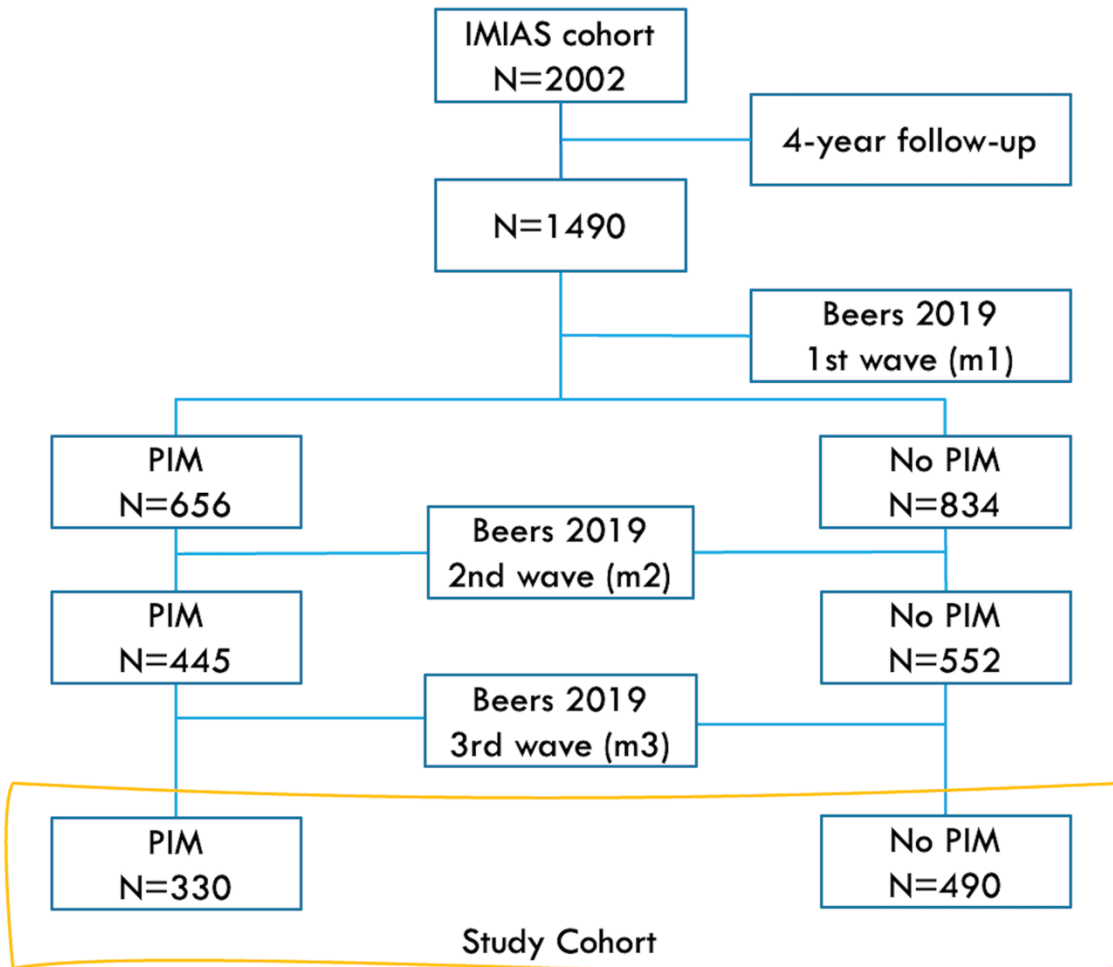 IMIAS cohort
N=2002
4-year follow-up
N=1490
Beers 2019
1st wave (m1)
PIM
N=656
No PIM
N=834
Beers 2019
2nd wave (m2)
PIM
N=445
No PIM
N=552
Beers 2019
3rd wave (m3)
PIM
N=330
No PIM
N=490
Study Cohort